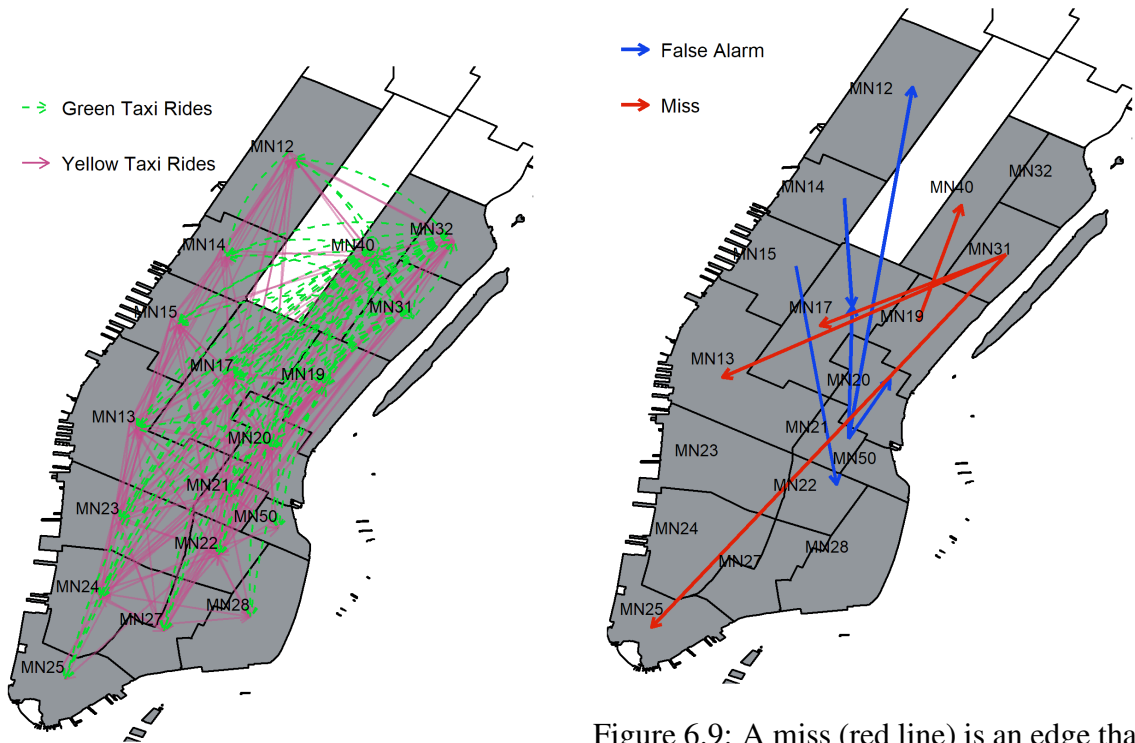 Green Taxi Rides
Yellow Taxi Rides
MN12
MN14
MN32
MN40
MN15
MN31
MN17
MN19
MN13
MN20
MN21
MN23
MN50
MN22
MN24
MN28
MN27
MN25
False Alarm
Miss
MN12
MN32
MN14
MN40
MN31
MN15
MN17
MN19
MN13
MN20
MN21
MN23
MN50
MN22
MN24
MN28
MN27
MN25
Figure 6.9: A miss (red line) is an edge tha